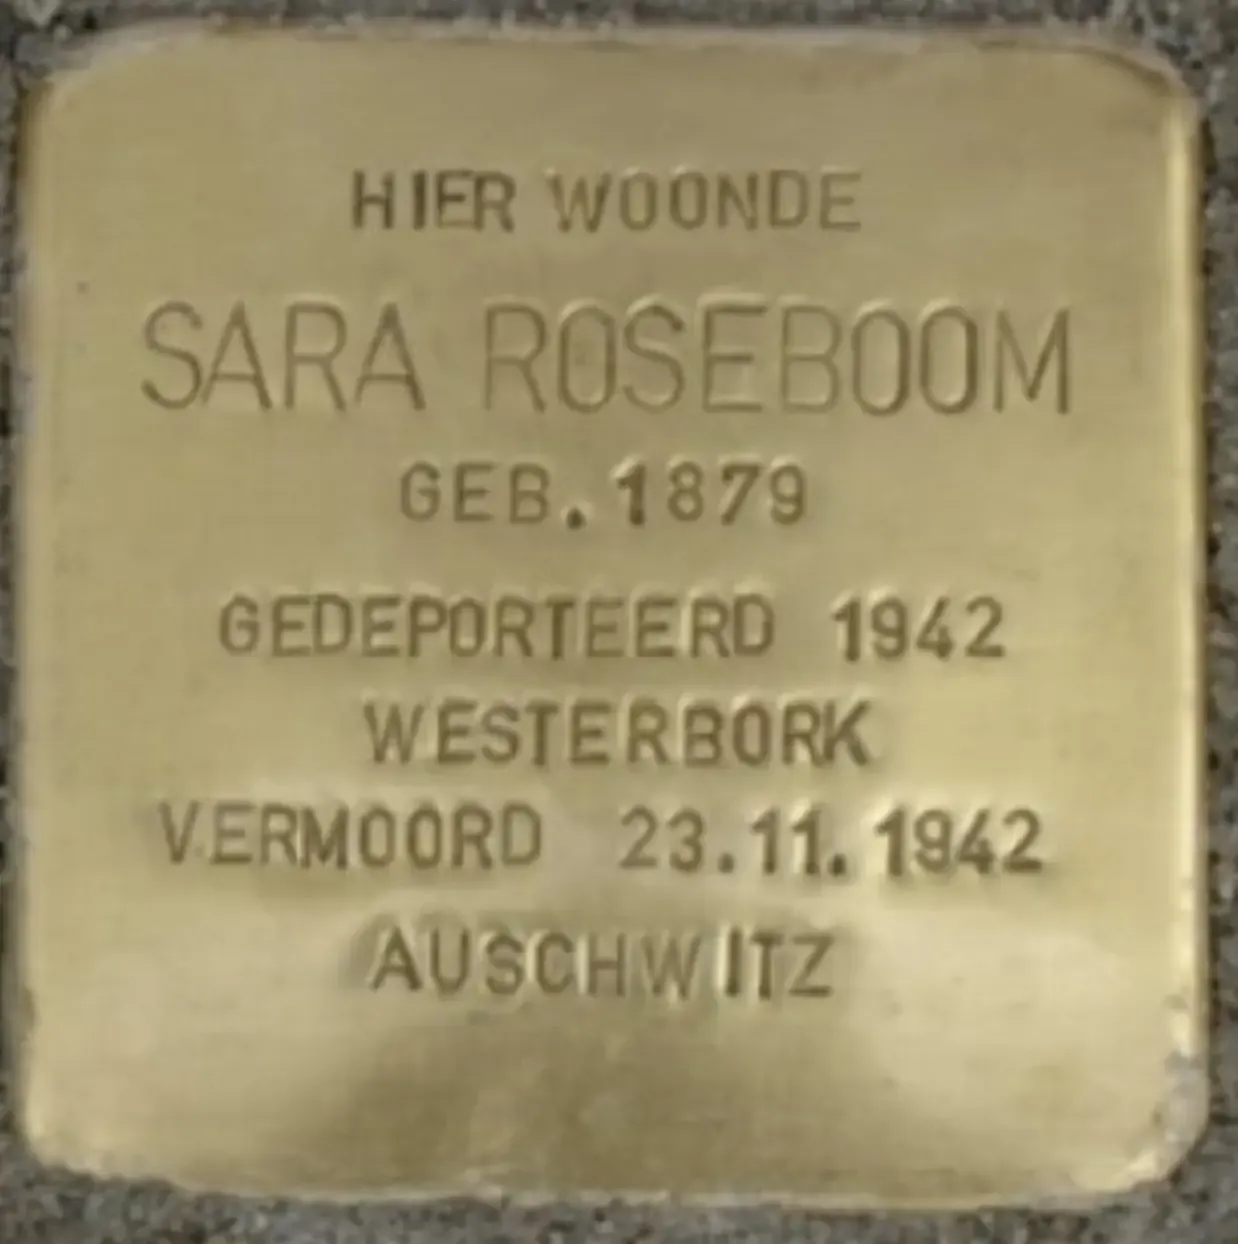 HIER WOONDE
SARA ROSEBOOM
GEB. 1879
GEDEPORTEERD 1942
WESTERBORK
VERMOORD 23.11.1942
AUSCHWITZ